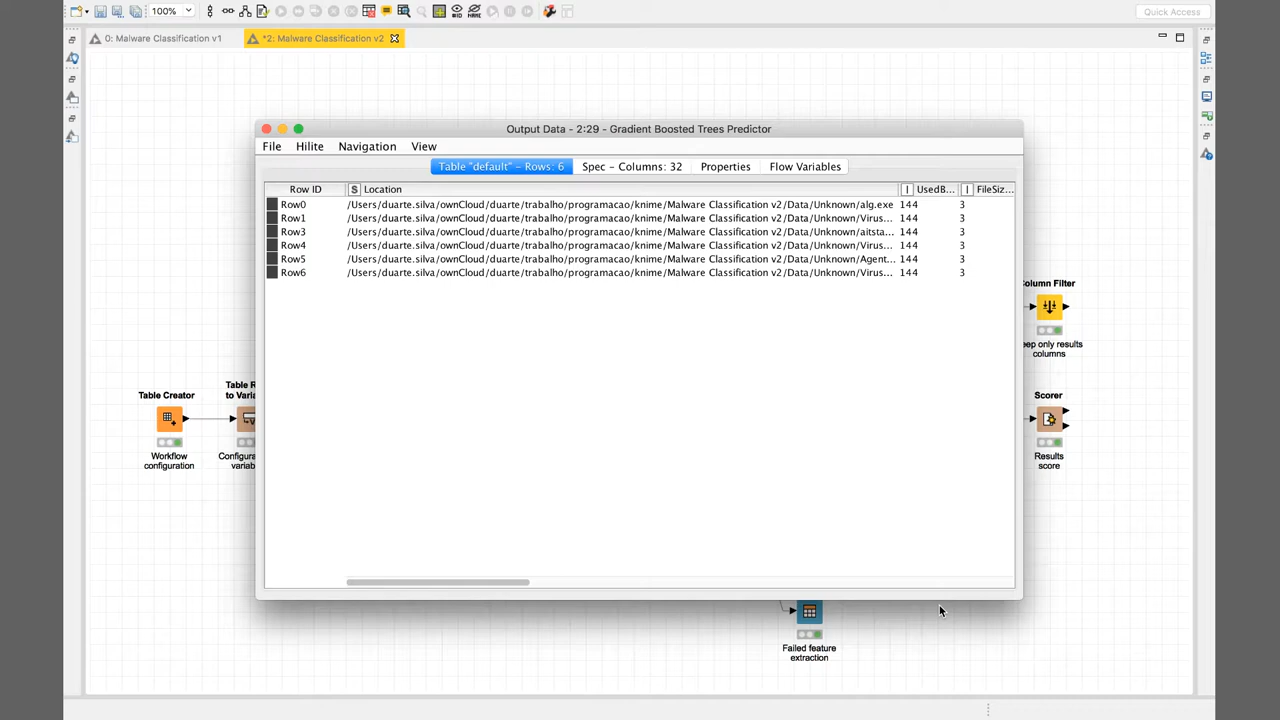 100%
Quick Access
0: Malware Classification v1
*2: Malware Classification v2
Output Data - 2:29 - Gradient Boosted Trees Predictor
File Hilite Navigation View
Table "default" - Rows: 6 Spec - Columns: 32 Properties Flow Variables
Row ID S Location I UsedB... I FileSiz...
Row0 /Users/duarte.silva/ownCloud/duarte/trabalho/programacao/knime/Malware Classification v2/Data/Unknown/alg.exe 144 3
Row1 /Users/duarte.silva/ownCloud/duarte/trabalho/programacao/knime/Malware Classification v2/Data/Unknown/Virus... 144 3
Row3 /Users/duarte.silva/ownCloud/duarte/trabalho/programacao/knime/Malware Classification v2/Data/Unknown/aitsta... 144 3
Row4 /Users/duarte.silva/ownCloud/duarte/trabalho/programacao/knime/Malware Classification v2/Data/Unknown/Virus... 144 3
Row5 /Users/duarte.silva/ownCloud/duarte/trabalho/programacao/knime/Malware Classification v2/Data/Unknown/Agent... 144 3
Row6 /Users/duarte.silva/ownCloud/duarte/trabalho/programacao/knime/Malware Classification v2/Data/Unknown/Virus... 144 3
Column Filter
eep only results
columns
Table Creator
Workflow
configuration
Table R
to Varia
Configura
variab
Scorer
Results
score
Failed feature
extraction